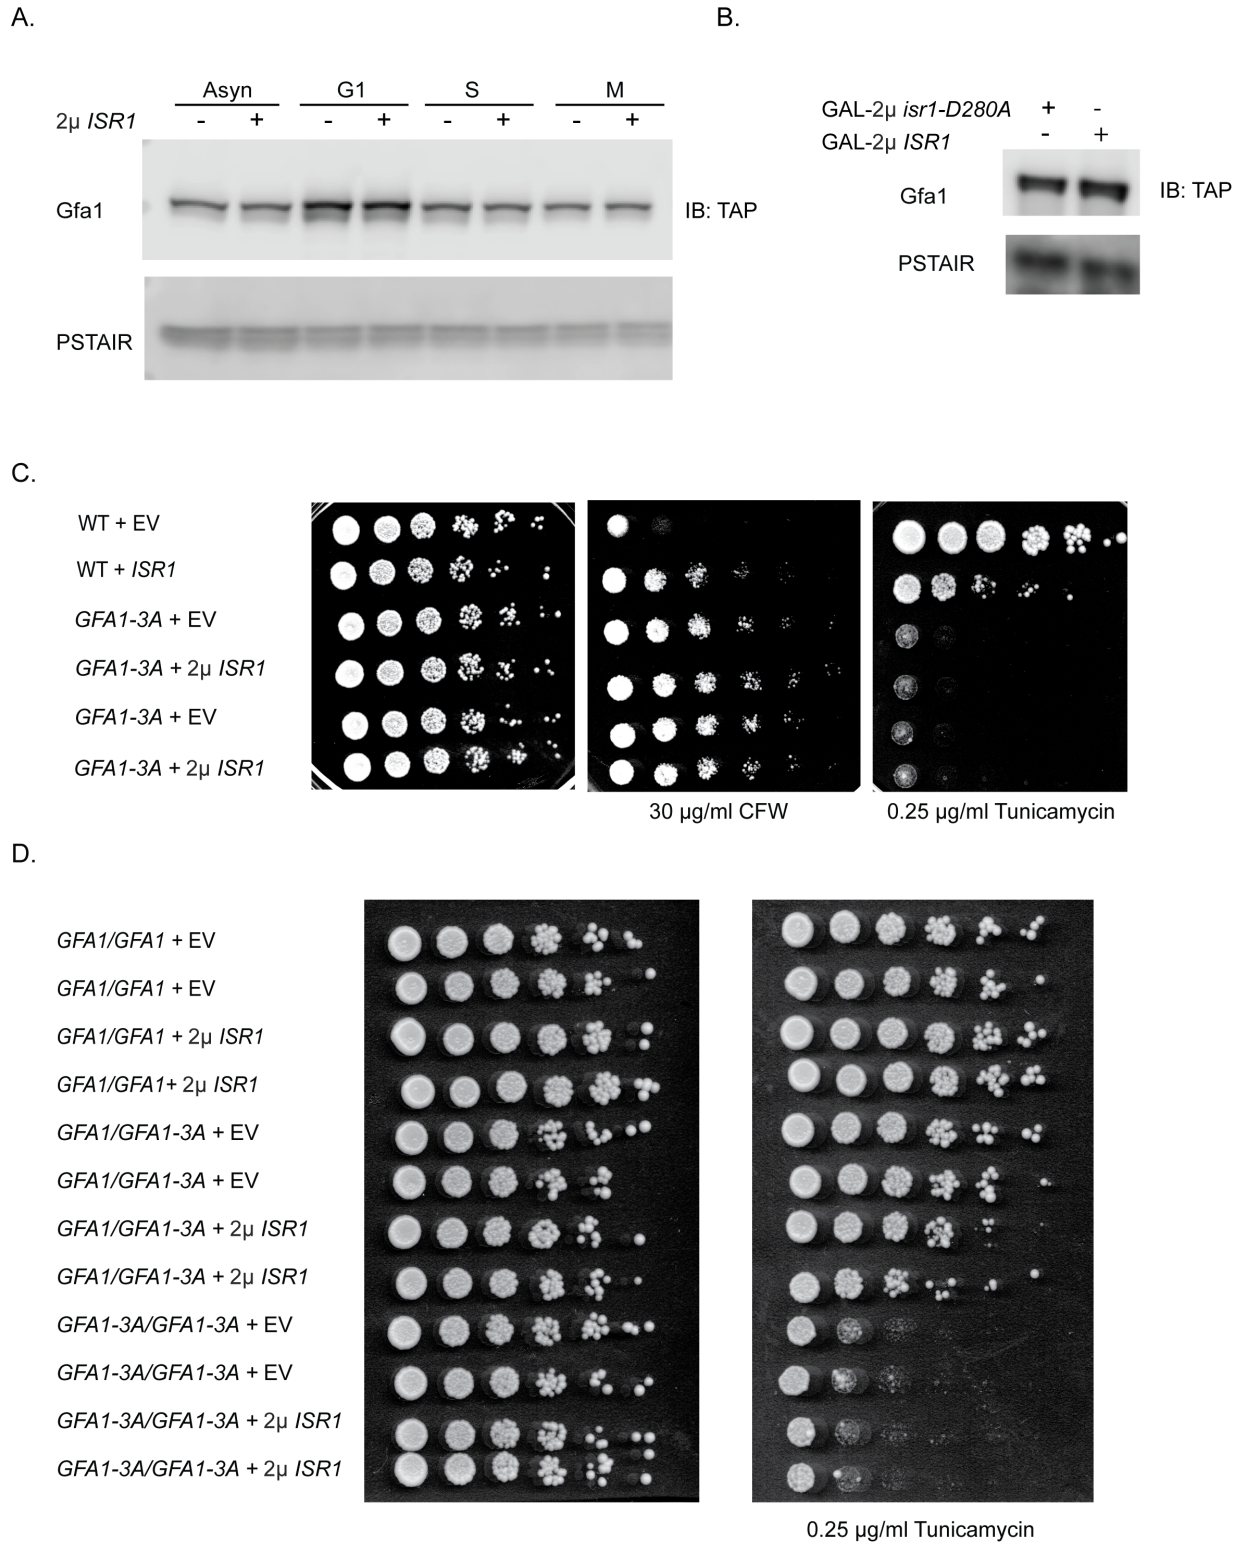 A.
Asyn G1 S M
2μ ISR1 - + - + - + - +
Gfa1
IB: TAP
PSTAIR
B.
GAL-2μ isr1-D280A + -
GAL-2μ ISR1 - +
Gfa1
IB: TAP
PSTAIR
C.
WT + EV
WT + ISR1
GFA1-3A + EV
GFA1-3A + 2μ ISR1
GFA1-3A + EV
GFA1-3A + 2μ ISR1
30 μg/ml CFW
0.25 μg/ml Tunicamycin
D.
GFA1/GFA1 + EV
GFA1/GFA1 + EV
GFA1/GFA1 + 2μ ISR1
GFA1/GFA1+ 2μ ISR1
GFA1/GFA1-3A + EV
GFA1/GFA1-3A + EV
GFA1/GFA1-3A + 2μ ISR1
GFA1/GFA1-3A + 2μ ISR1
GFA1-3A/GFA1-3A + EV
GFA1-3A/GFA1-3A + EV
GFA1-3A/GFA1-3A + 2μ ISR1
GFA1-3A/GFA1-3A + 2μ ISR1
0.25 μg/ml Tunicamycin